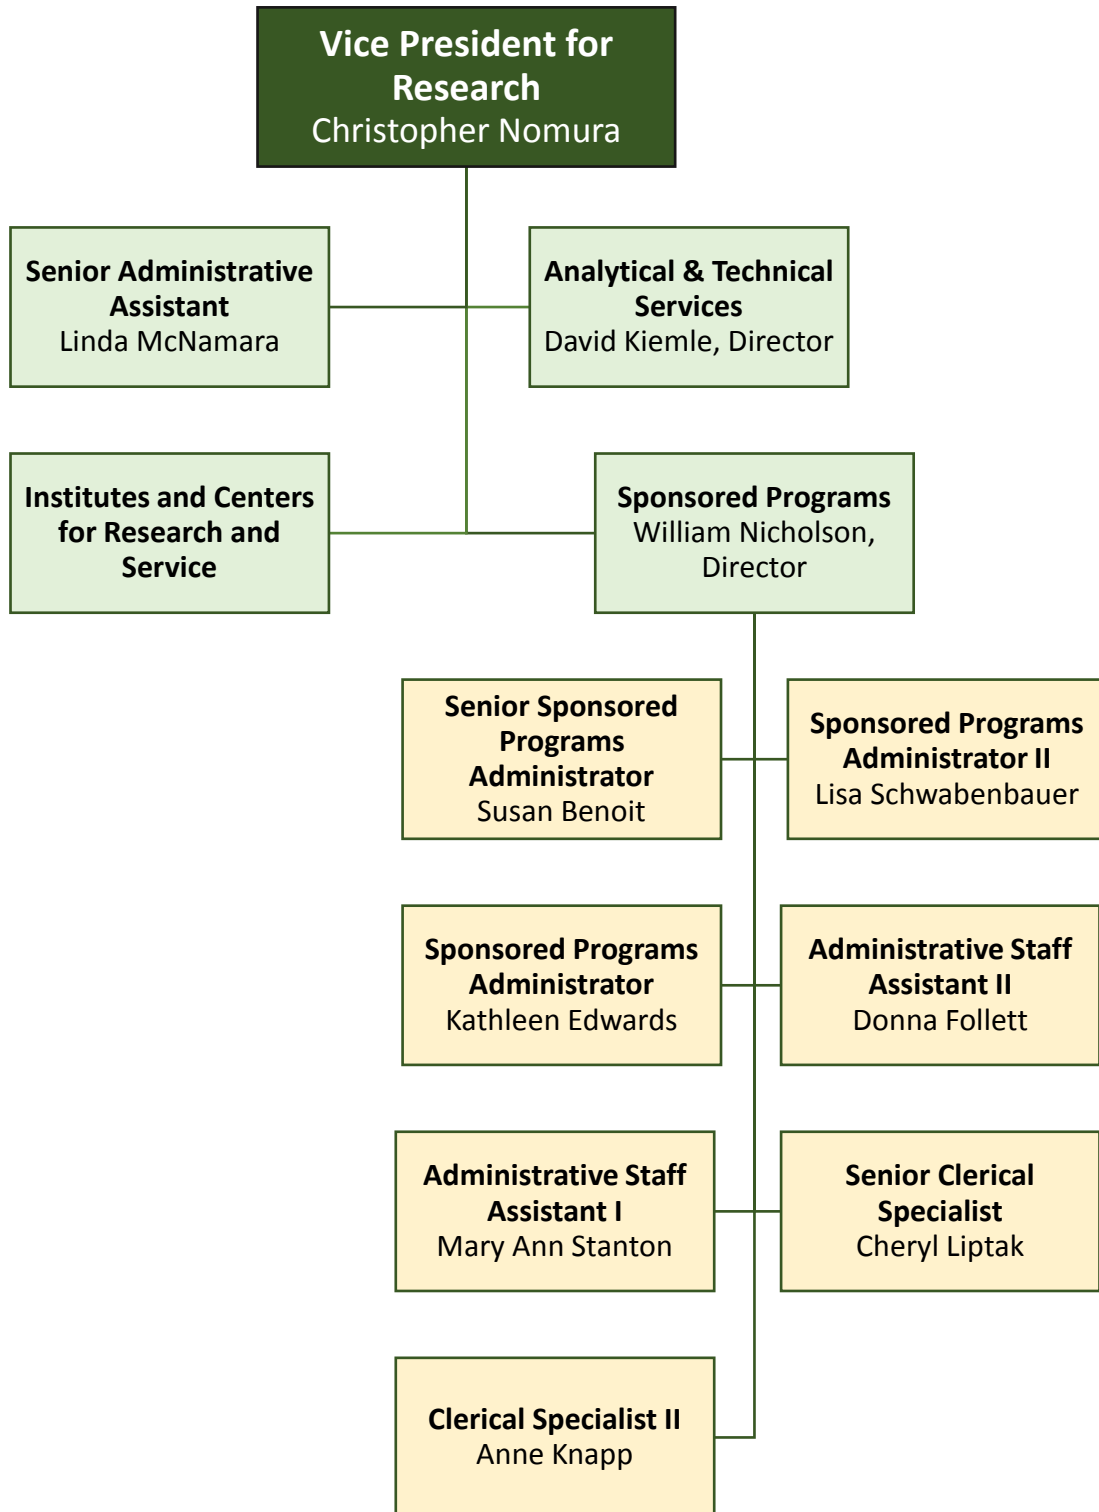 Vice President for
Research
Christopher Nomura
Senior Administrative
Assistant
Linda McNamara
Analytical & Technical
Services
David Kiemle, Director
Institutes and Centers
for Research and
Service
Sponsored Programs
William Nicholson,
Director
Senior Sponsored
Programs
Administrator
Susan Benoit
Sponsored Programs
Administrator II
Lisa Schwabenbauer
Sponsored Programs
Administrator
Kathleen Edwards
Administrative Staff
Assistant II
Donna Follett
Administrative Staff
Assistant I
Mary Ann Stanton
Senior Clerical
Specialist
Cheryl Liptak
Clerical Specialist II
Anne Knapp